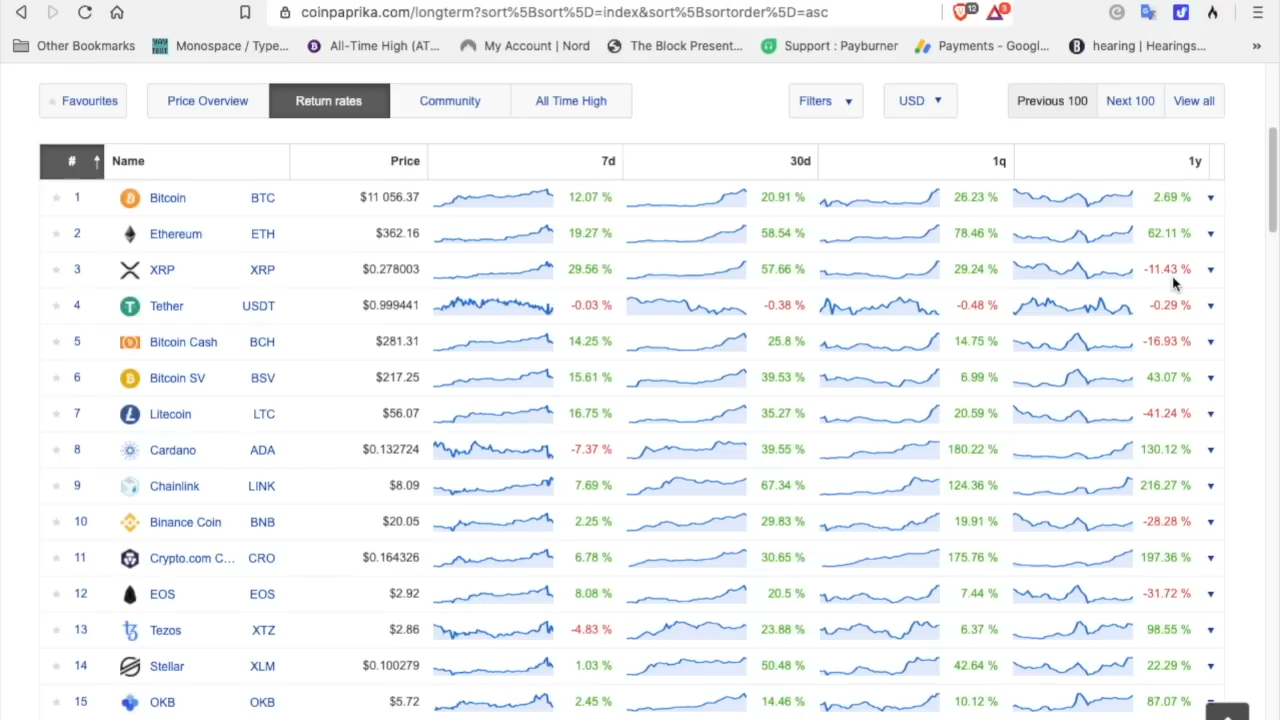 coinpaprika.com/longterm?sort%5Bsort%5D=index&sort%5Bsortorder%5D=asc 12 3
Other Bookmarks Monospace / Type... All-Time High (AT... My Account | Nord The Block Present... Support : Payburner Payments - Googl... hearing | Hearings... »
Favourites Price Overview Return rates Community All Time High Filters USD Previous 100 Next 100 View all
# Name Price 7d 30d 1q 1y
1 Bitcoin BTC $11 056.37 12.07 % 20.91 % 26.23 % 2.69 %
2 Ethereum ETH $362.16 19.27 % 58.54 % 78.46 % 62.11 %
3 XRP XRP $0.278003 29.56 % 57.66 % 29.24 % -11.43 %
4 Tether USDT $0.999441 -0.03 % -0.38 % -0.48 % -0.29 %
5 Bitcoin Cash BCH $281.31 14.25 % 25.8 % 14.75 % -16.93 %
6 Bitcoin SV BSV $217.25 15.61 % 39.53 % 6.99 % 43.07 %
7 Litecoin LTC $56.07 16.75 % 35.27 % 20.59 % -41.24 %
8 Cardano ADA $0.132724 -7.37 % 39.55 % 180.22 % 130.12 %
9 Chainlink LINK $8.09 7.69 % 67.34 % 124.36 % 216.27 %
10 Binance Coin BNB $20.05 2.25 % 29.83 % 19.91 % -28.28 %
11 Crypto.com C... CRO $0.164326 6.78 % 30.65 % 175.76 % 197.36 %
12 EOS EOS $2.92 8.08 % 20.5 % 7.44 % -31.72 %
13 Tezos XTZ $2.86 -4.83 % 23.88 % 6.37 % 98.55 %
14 Stellar XLM $0.100279 1.03 % 50.48 % 42.64 % 22.29 %
15 OKB OKB $5.72 2.45 % 14.46 % 10.12 % 87.07 %